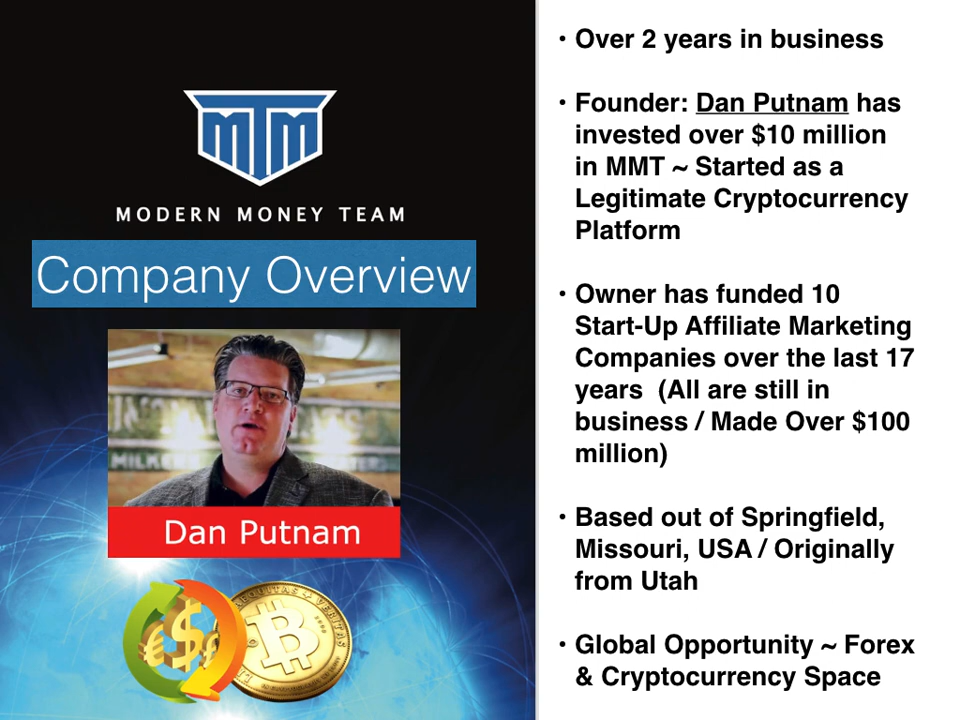 MTM
MODERN MONEY TEAM
Company Overview
Dan Putnam
• Over 2 years in business
• Founder: Dan Putnam has
invested over $10 million
in MMT ~ Started as a
Legitimate Cryptocurrency
Platform
• Owner has funded 10
Start-Up Affiliate Marketing
Companies over the last 17
years (All are still in
business / Made Over $100
million)
• Based out of Springfield,
Missouri, USA / Originally
from Utah
• Global Opportunity ~ Forex
& Cryptocurrency Space